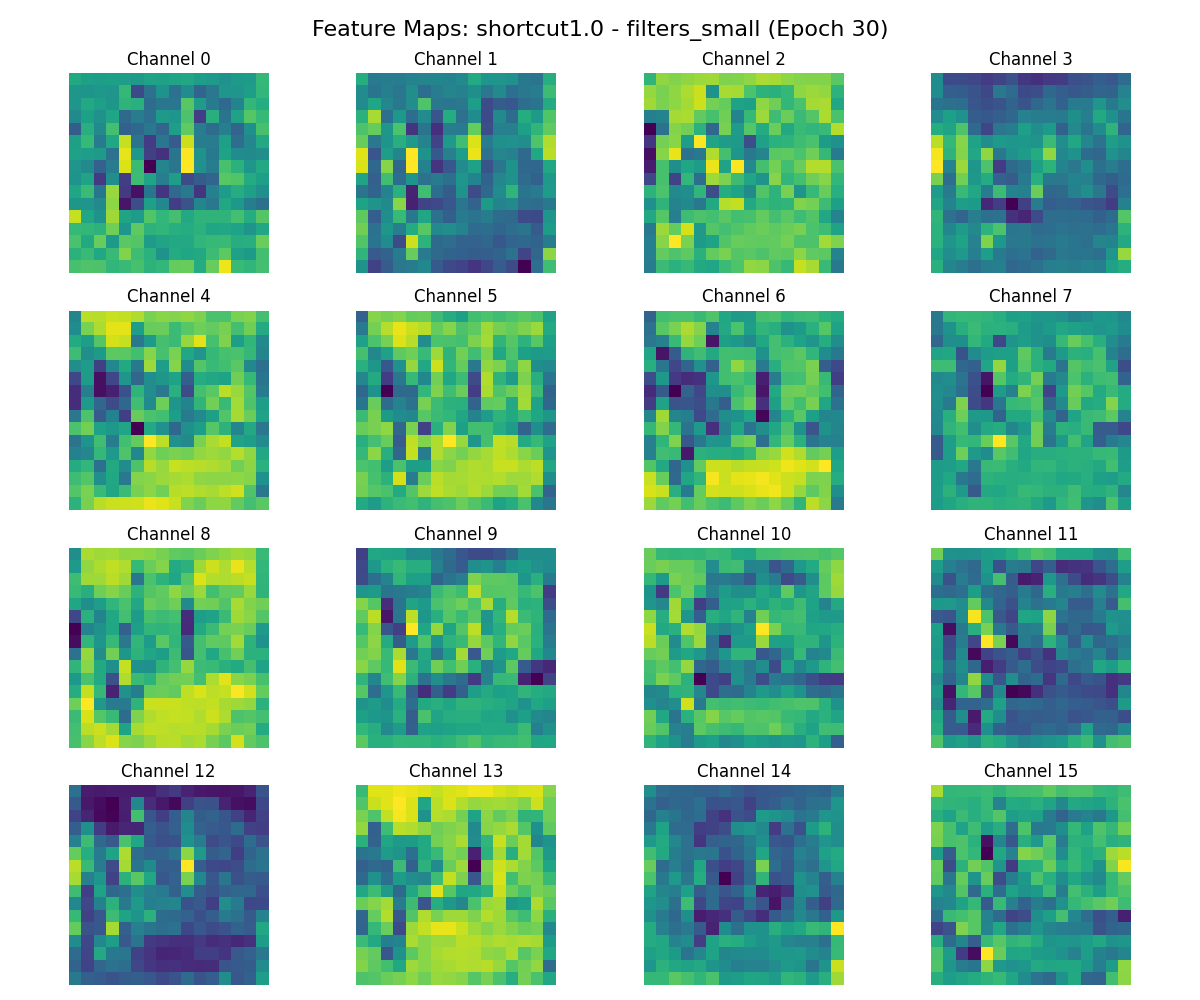 Feature Maps: shortcut1.0 - filters_small (Epoch 30)
Channel 0
Channel 1
Channel 2
Channel 3
Channel 4
Channel 5
Channel 6
Channel 7
Channel 8
Channel 9
Channel 10
Channel 11
Channel 12
Channel 13
Channel 14
Channel 15